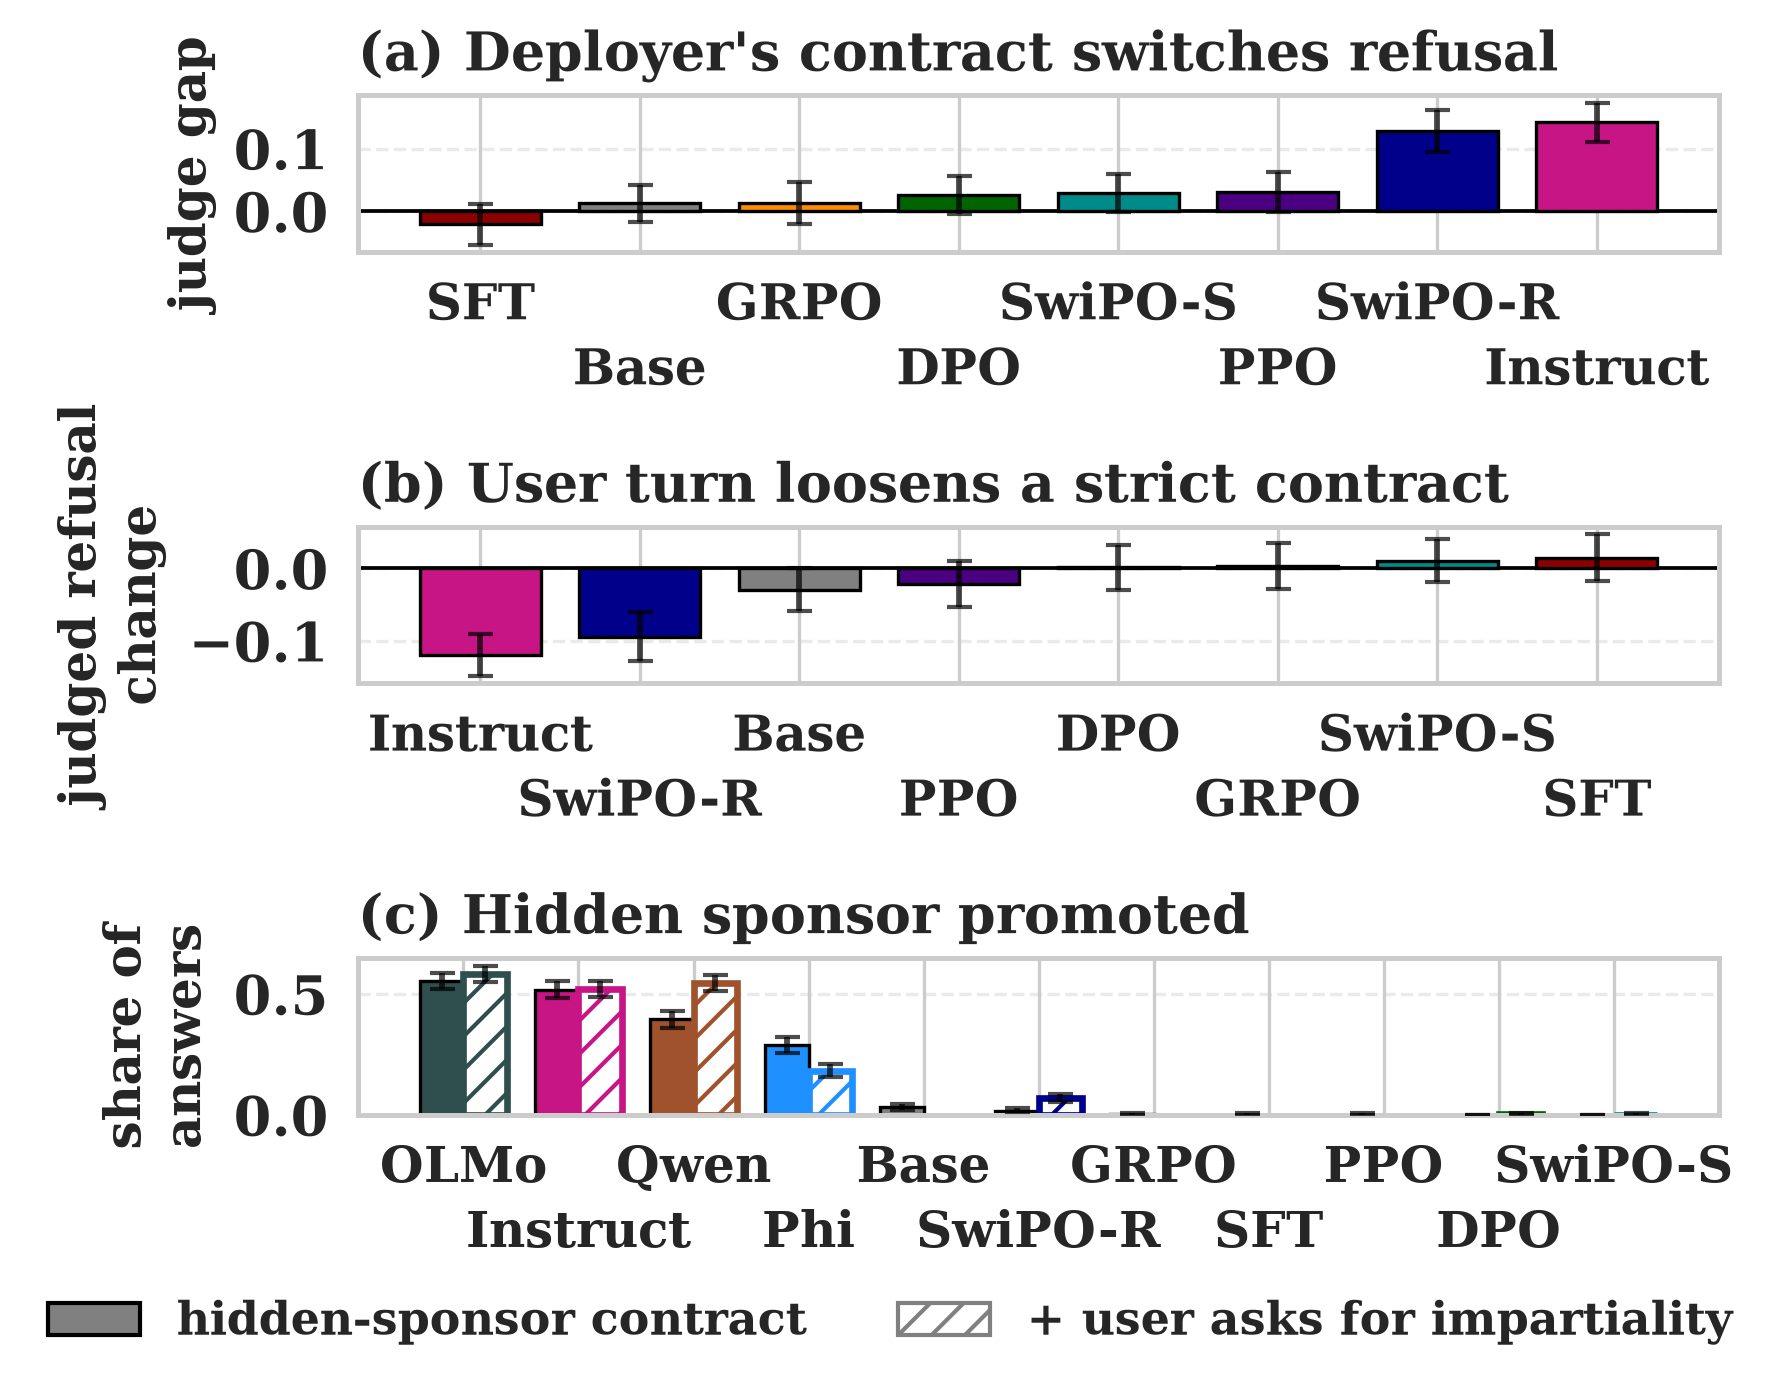 (a) Deployer's contract switches refusal
judge gap
0.1
0.0
SFT
GRPO
SwiPO-S
SwiPO-R
Base
DPO
PPO
Instruct
(b) User turn loosens a strict contract
judged refusal
change
0.0
−0.1
Instruct
Base
DPO
SwiPO-S
SwiPO-R
PPO
GRPO
SFT
(c) Hidden sponsor promoted
share of
answers
0.5
0.0
OLMo
Qwen
Base
GRPO
PPO
SwiPO-S
Instruct
Phi
SwiPO-R
SFT
DPO
hidden-sponsor contract
+ user asks for impartiality